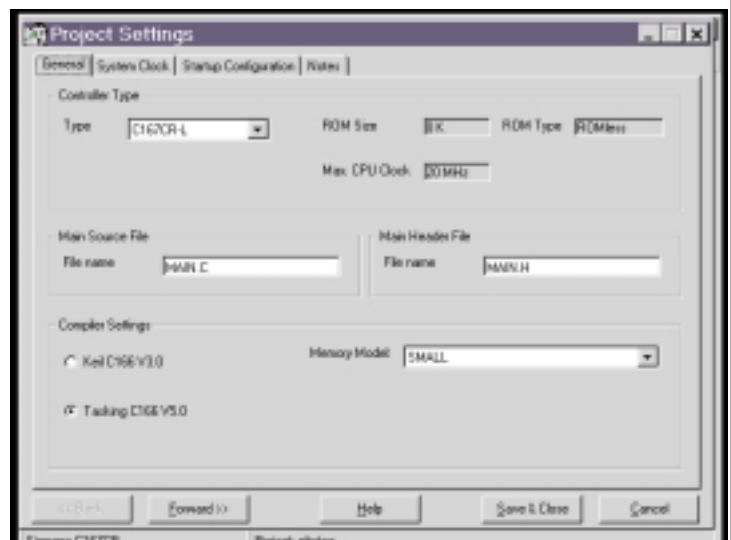 Project Settings
General System Clock Startup Configuration Notes
Controller Type
Type C167CR-L ROM Size 0 K ROM Type ROMless
Max. CPU Clock 20 MHz
Main Source File Main Header File
File name MAIN.C File name MAIN.H
Compiler Settings
Keil C166 V3.0 Memory Model: SMALL
Tasking C166 V5.0
<<Back Forward >> Help Save & Close Cancel
Siemens C167CR